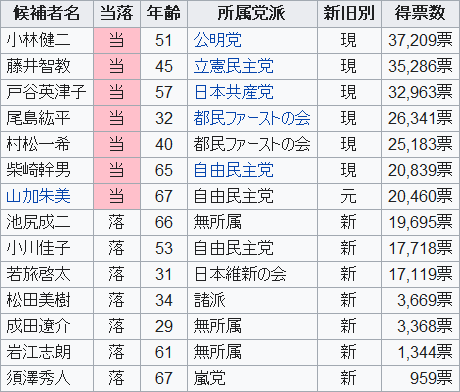 候補者名 当落 年齢 所属党派 新旧別 得票数
小林健二 当 51 公明党 現 37,209票
藤井智教 当 45 立憲民主党 現 35,286票
戸谷英津子 当 57 日本共産党 現 32,963票
尾島紘平 当 32 都民ファーストの会 現 26,341票
村松一希 当 40 都民ファーストの会 現 25,183票
柴崎幹男 当 65 自由民主党 現 20,839票
山加朱美 当 67 自由民主党 元 20,460票
池尻成二 落 66 無所属 新 19,695票
小川佳子 落 53 自由民主党 新 17,718票
若旅啓太 落 31 日本維新の会 新 17,119票
松田美樹 落 34 諸派 新 3,669票
成田遼介 落 29 無所属 新 3,368票
岩江志朗 落 61 無所属 新 1,344票
須澤秀人 落 67 嵐党 新 959票